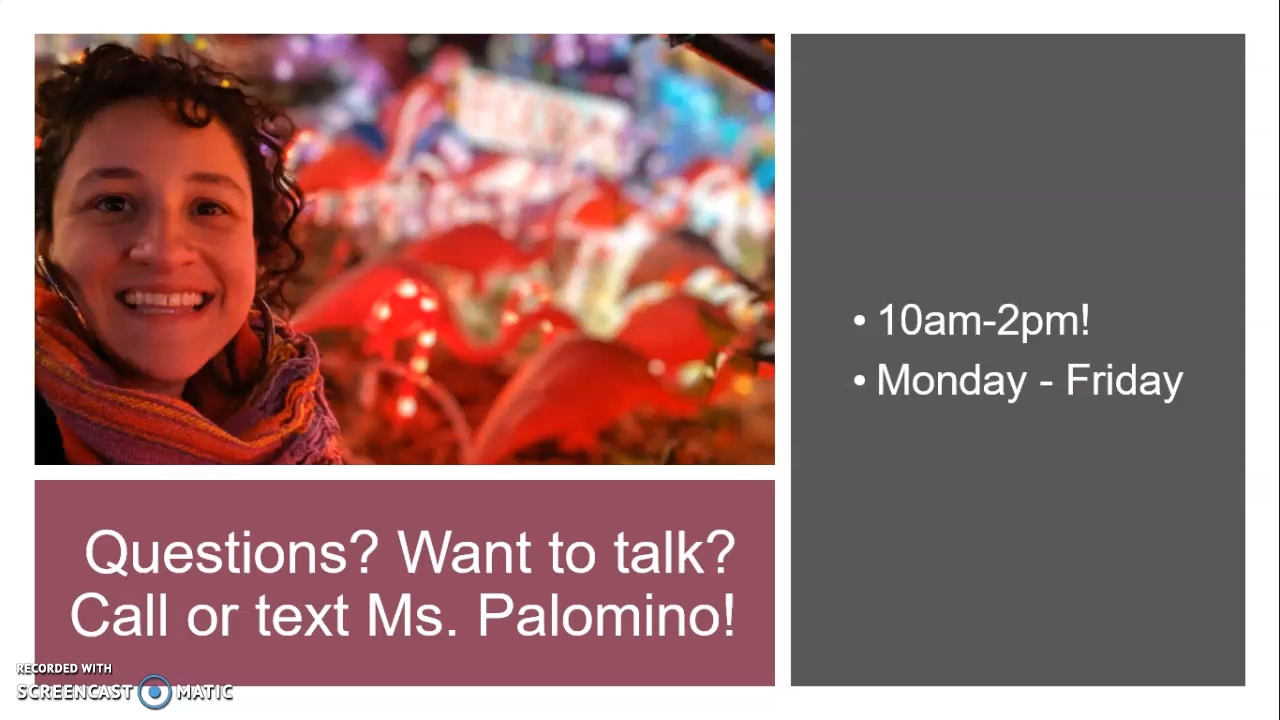 10am-2pm!
Monday - Friday
Questions? Want to talk?
Call or text Ms. Palomino!
RECORDED WITH
SCREENCAST MATIC